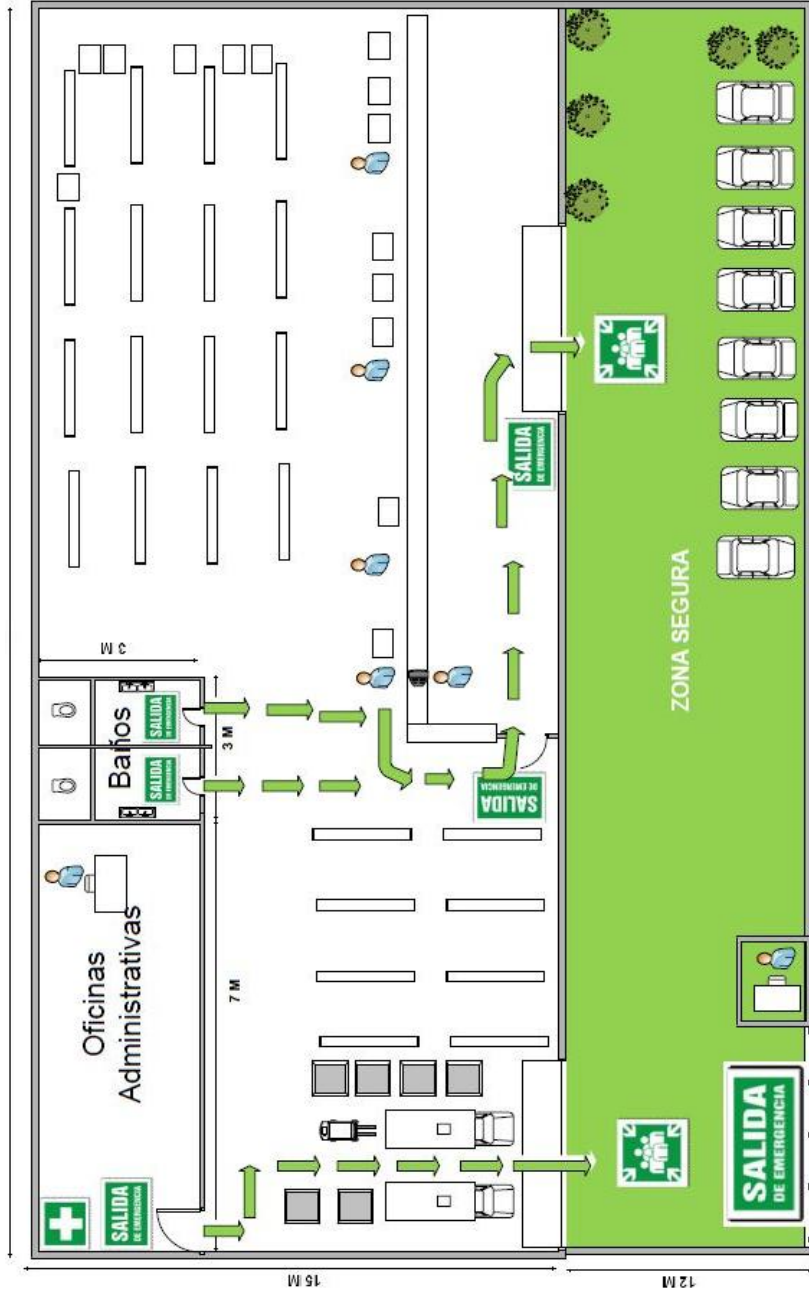 SALIDA
DE EMERGENCIA
Oficinas
Administrativas
SALIDA
DE EMERGENCIA
SALIDA
DE EMERGENCIA
Baños
3 M
3 M
7 M
SALIDA
DE EMERGENCIA
SALIDA
DE EMERGENCIA
15 M
12 M
ZONA SEGURA
SALIDA
DE EMERGENCIA